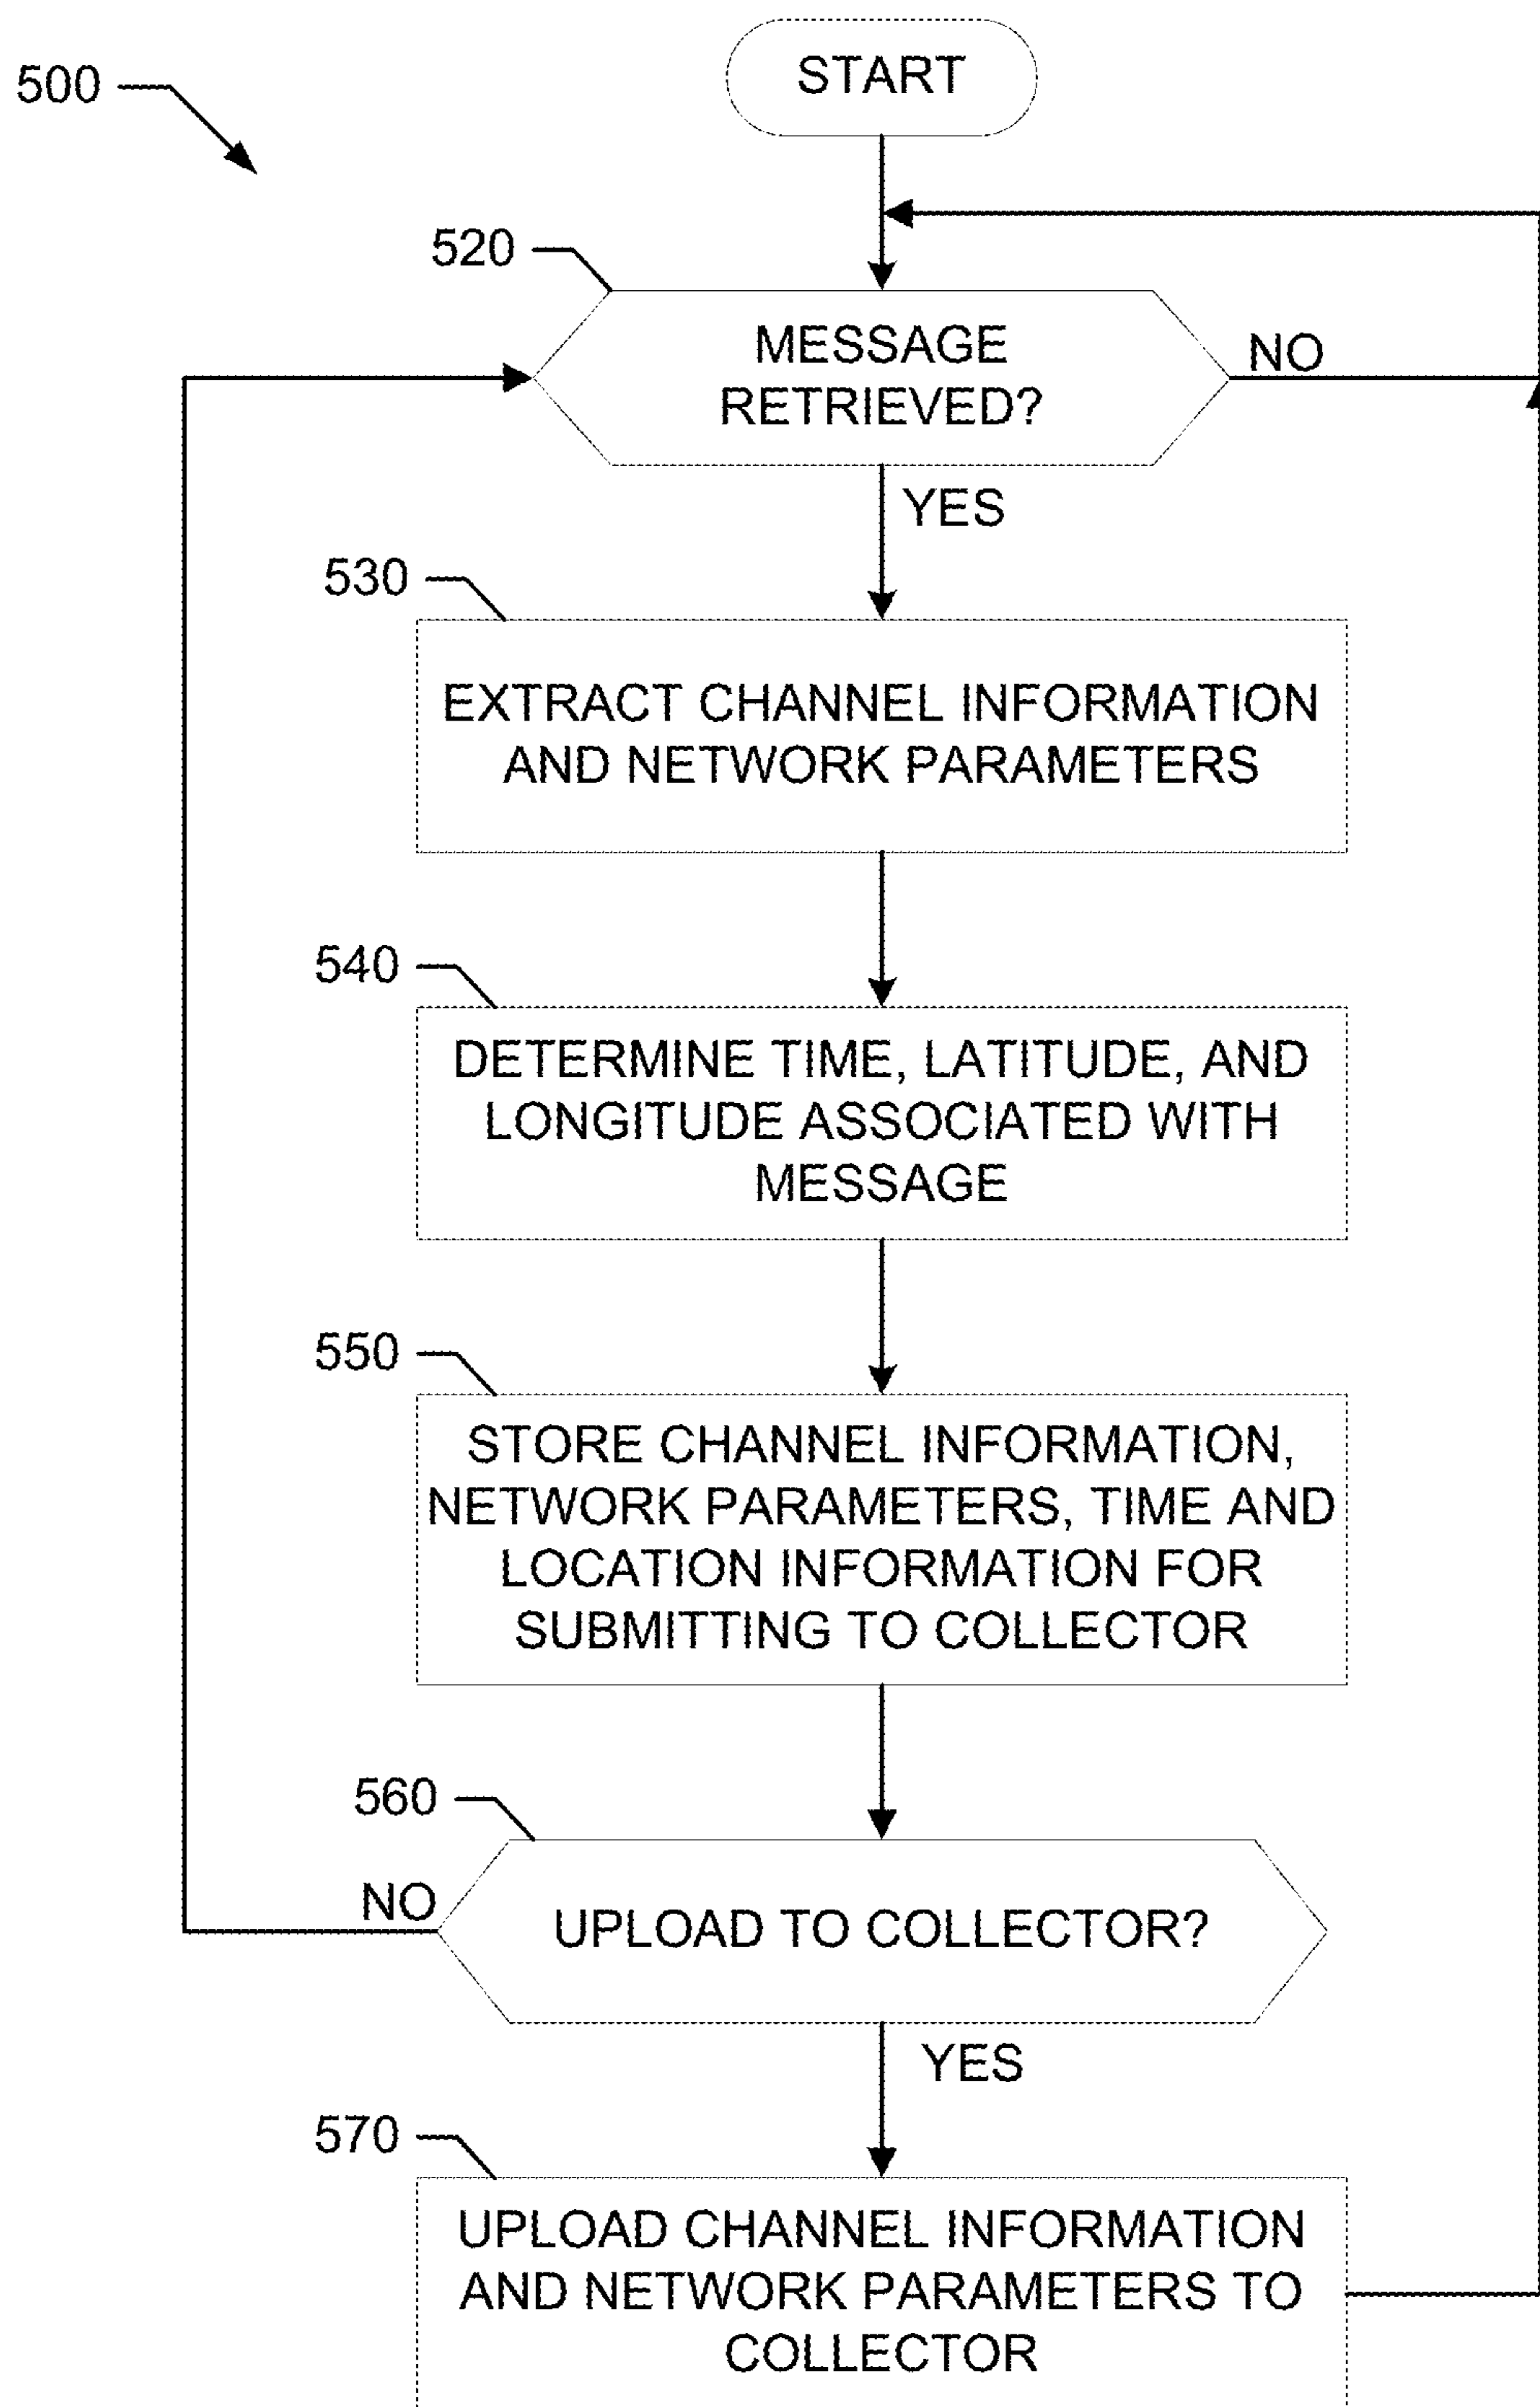 START
500
520
MESSAGE
RETRIEVED?
NO
YES
530
EXTRACT CHANNEL INFORMATION
AND NETWORK PARAMETERS
540
DETERMINE TIME, LATITUDE, AND
LONGITUDE ASSOCIATED WITH
MESSAGE
550
STORE CHANNEL INFORMATION,
NETWORK PARAMETERS, TIME AND
LOCATION INFORMATION FOR
SUBMITTING TO COLLECTOR
560
NO
UPLOAD TO COLLECTOR?
YES
570
UPLOAD CHANNEL INFORMATION
AND NETWORK PARAMETERS TO
COLLECTOR